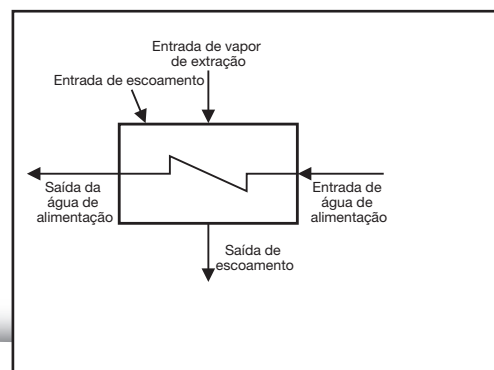 Entrada de vapor
de extração
Entrada de escoamento
Saída da
água de
alimentação
Entrada de
água de
alimentação
Saída de
escoamento